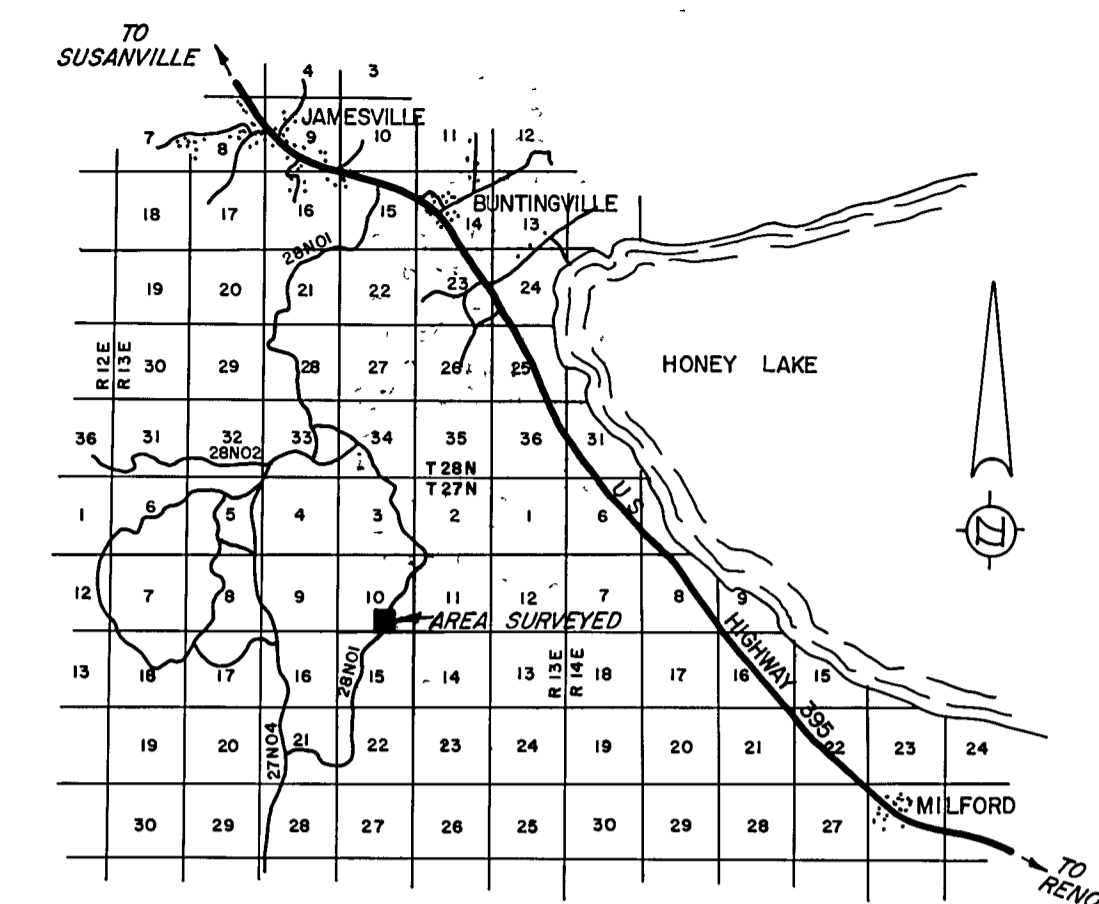 TO
SUSANVILLE
4 3
JAMESVILLE
7 8 9 10 11 12
BUNTINGVILLE
18 17 16 15 14 13
28N01
19 20 21 22 23 24
HONEY LAKE
R12E R13E
30 29 28 27 26 25
36 31 32 33 34 35 36 31
28N02
T28N
T27N
1 6 5 4 3 2 1 6
U.S.
12 7 8 9 10 11 12 7 8 9
AREA SURVEYED
HIGHWAY
13 18 17 16 15 14 13 18 17 16 15
28N01
R13E R14E
395
27N04
19 20 21 22 23 24 19 20 21 22 23 24
MILFORD
30 29 28 27 26 25 30 29 28 27
TO
RENO